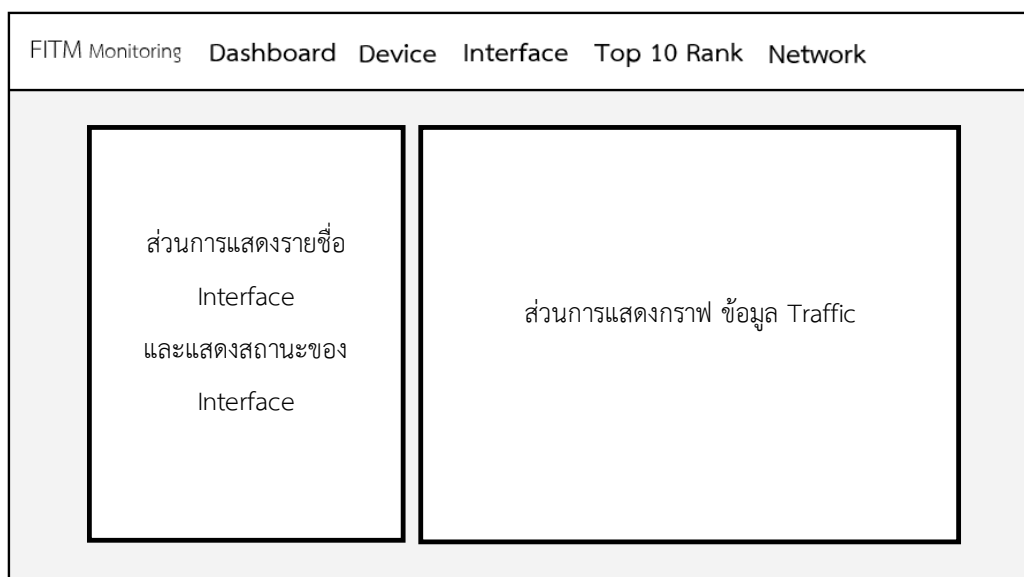 FITM Monitoring Dashboard Device Interface Top 10 Rank Network
ส่วนการแสดงรายชื่อ
Interface
และแสดงสถานะของ
Interface
ส่วนการแสดงกราฟ ข้อมูล Traffic